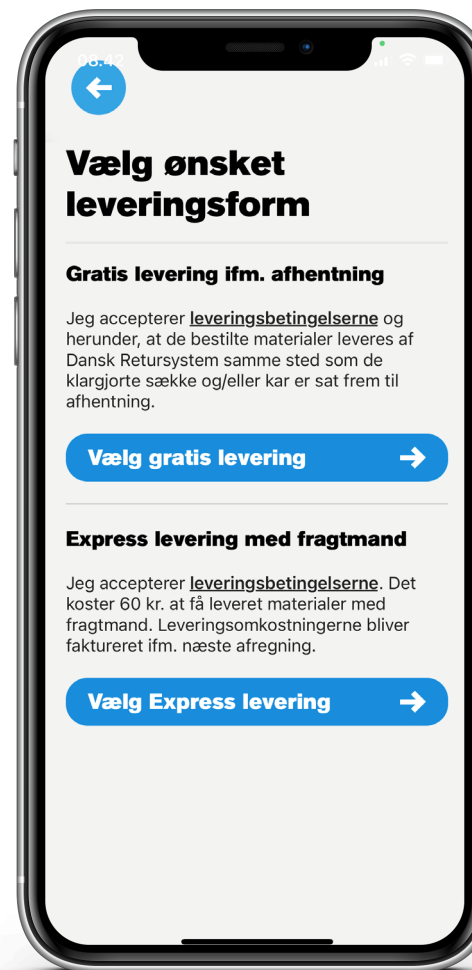 08:42
Vælg ønsket
leveringsform
Gratis levering ifm. afhentning
Jeg accepterer leveringsbetingelserne og
herunder, at de bestilte materialer leveres af
Dansk Retursystem samme sted som de
klargjorte sække og/eller kar er sat frem til
afhentning.
Vælg gratis levering
Express levering med fragtmand
Jeg accepterer leveringsbetingelserne. Det
koster 60 kr. at få leveret materialer med
fragtmand. Leveringsomkostningerne bliver
faktureret ifm. næste afregning.
Vælg Express levering